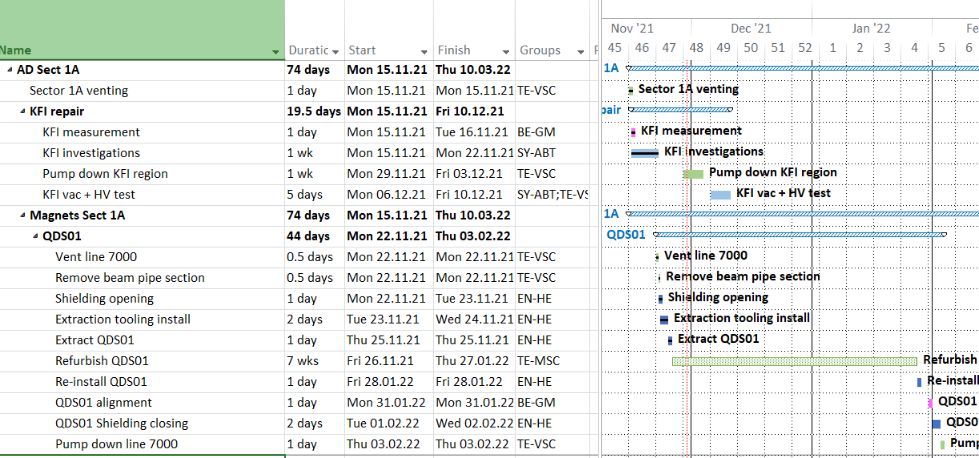 Nov '21 Dec '21 Jan '22 Fe
Name Duratic Start Finish Groups F 45 46 47 48 49 50 51 52 1 2 3 4 5 6
AD Sect 1A 74 days Mon 15.11.21 Thu 10.03.22 1A
Sector 1A venting 1 day Mon 15.11.21 Mon 15.11.21 TE-VSC Sector 1A venting
KFI repair 19.5 days Mon 15.11.21 Fri 10.12.21 pair
KFI measurement 1 day Mon 15.11.21 Tue 16.11.21 BE-GM KFI measurement
KFI investigations 1 wk Mon 15.11.21 Mon 22.11.21 SY-ABT KFI investigations
Pump down KFI region 1 wk Mon 29.11.21 Fri 03.12.21 TE-VSC Pump down KFI region
KFI vac + HV test 5 days Mon 06.12.21 Fri 10.12.21 SY-ABT;TE-VS KFI vac + HV test
Magnets Sect 1A 74 days Mon 15.11.21 Thu 10.03.22 1A
QDS01 44 days Mon 22.11.21 Thu 03.02.22 QDS01
Vent line 7000 0.5 days Mon 22.11.21 Mon 22.11.21 TE-VSC Vent line 7000
Remove beam pipe section 0.5 days Mon 22.11.21 Mon 22.11.21 TE-VSC Remove beam pipe section
Shielding opening 1 day Mon 22.11.21 Tue 23.11.21 EN-HE Shielding opening
Extraction tooling install 2 days Tue 23.11.21 Wed 24.11.21 EN-HE Extraction tooling install
Extract QDS01 1 day Thu 25.11.21 Thu 25.11.21 EN-HE Extract QDS01
Refurbish QDS01 7 wks Fri 26.11.21 Thu 27.01.22 TE-MSC Refurbish
Re-install QDS01 1 day Fri 28.01.22 Fri 28.01.22 EN-HE Re-install
QDS01 alignment 1 day Mon 31.01.22 Mon 31.01.22 BE-GM QDS01
QDS01 Shielding closing 2 days Tue 01.02.22 Wed 02.02.22 EN-HE QDS0
Pump down line 7000 1 day Thu 03.02.22 Thu 03.02.22 TE-VSC Pump